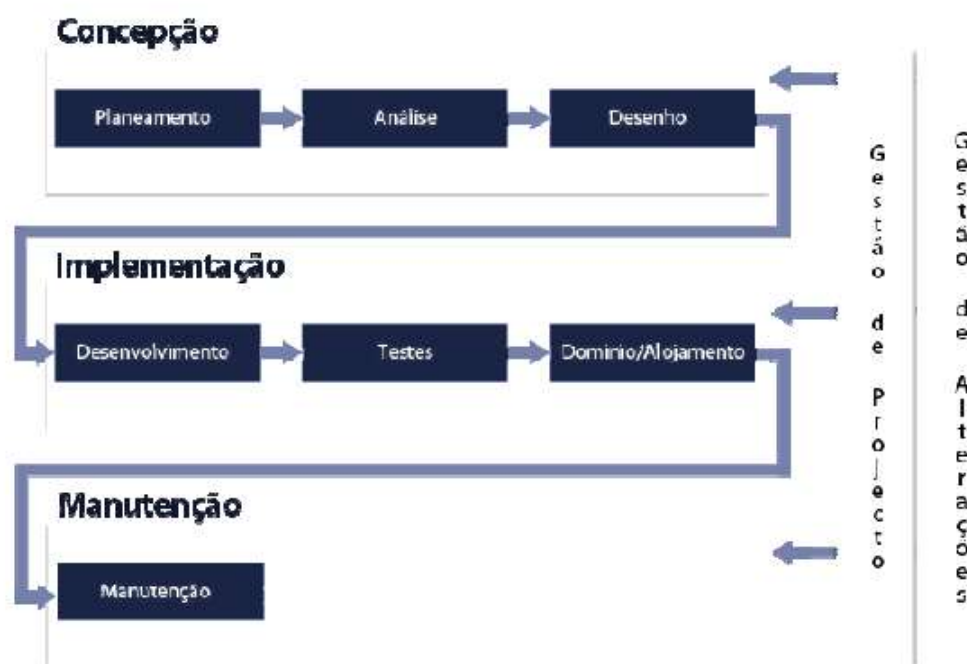 Concepção
Planeamento
Análise
Desenho
Implementação
Desenvolvimento
Testes
Domínio/Alojamento
Manutenção
Manutenção
Gestão de Projecto
Gestão de Alterações